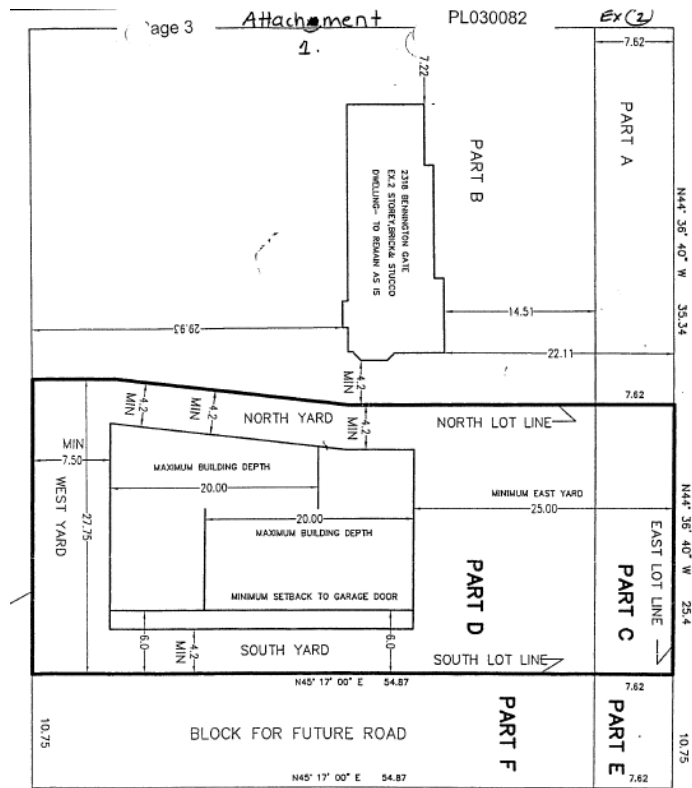 Page 3
Attachment
1.
PL030082
Ex(2)
7.62
7.22
PART A
PART B
2318 BENNINGTON GATE
EX.2 STOREY,BRICK& STUCCO
DWELLING- TO REMAIN AS IS
N44° 36' 40" W 35.34
14.51
29.93
22.11
MIN
4.2
7.62
MIN
4.2
MIN
4.2
NORTH YARD
MIN
4.2
NORTH LOT LINE
MIN
7.50
WEST YARD
27.75
MAXIMUM BUILDING DEPTH
20.00
20.00
MAXIMUM BUILDING DEPTH
MINIMUM EAST YARD
25.00
N44° 36' 40" W 25.4
EAST LOT LINE
MINIMUM SETBACK TO GARAGE DOOR
PART D
PART C
6.0
MIN
4.2
6.0
SOUTH YARD
SOUTH LOT LINE
N45° 17' 00" E 54.87
7.62
10.75
BLOCK FOR FUTURE ROAD
PART F
PART E
10.75
N45° 17' 00" E 54.87
7.62